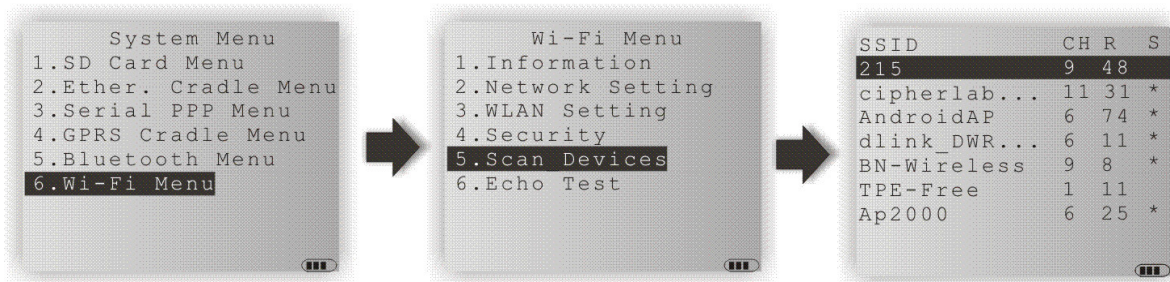 System Menu
1.SD Card Menu
2.Ether. Cradle Menu
3.Serial PPP Menu
4.GPRS Cradle Menu
5.Bluetooth Menu
6.Wi-Fi Menu
Wi-Fi Menu
1.Information
2.Network Setting
3.WLAN Setting
4.Security
5.Scan Devices
6.Echo Test
SSID CH R S
215 9 48
cipherlab... 11 31 *
AndroidAP 6 74 *
dlink_DWR... 6 11 *
BN-Wireless 9 8 *
TPE-Free 1 11
Ap2000 6 25 *